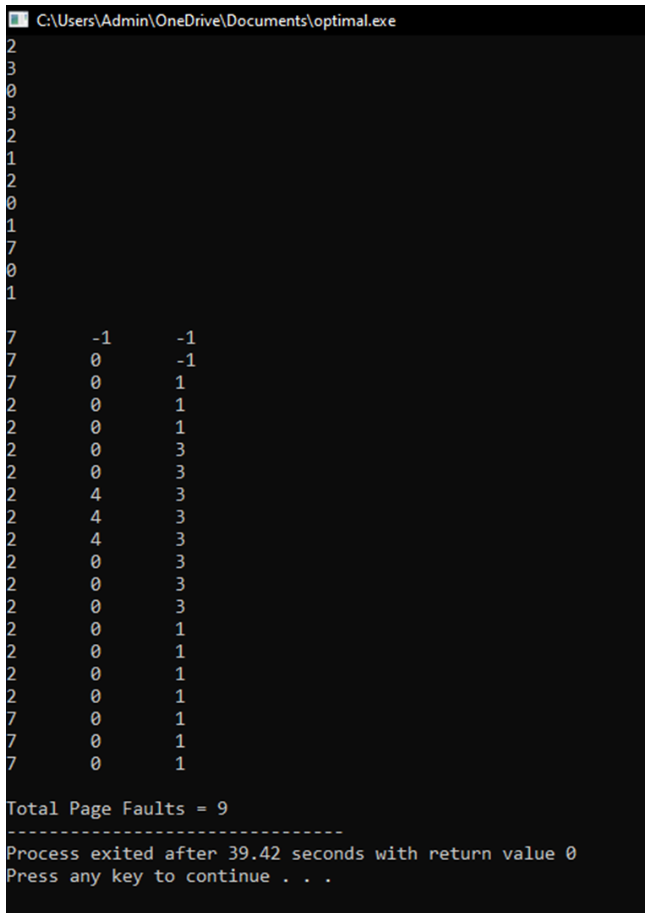 C:\Users\Admin\OneDrive\Documents\optimal.exe
2
3
0
3
2
1
2
0
1
7
0
1
7 -1 -1
7 0 -1
7 0 1
2 0 1
2 0 1
2 0 3
2 0 3
2 4 3
2 4 3
2 4 3
2 0 3
2 0 3
2 0 3
2 0 1
2 0 1
2 0 1
2 0 1
7 0 1
7 0 1
7 0 1
Total Page Faults = 9
--------------------------------
Process exited after 39.42 seconds with return value 0
Press any key to continue . . .